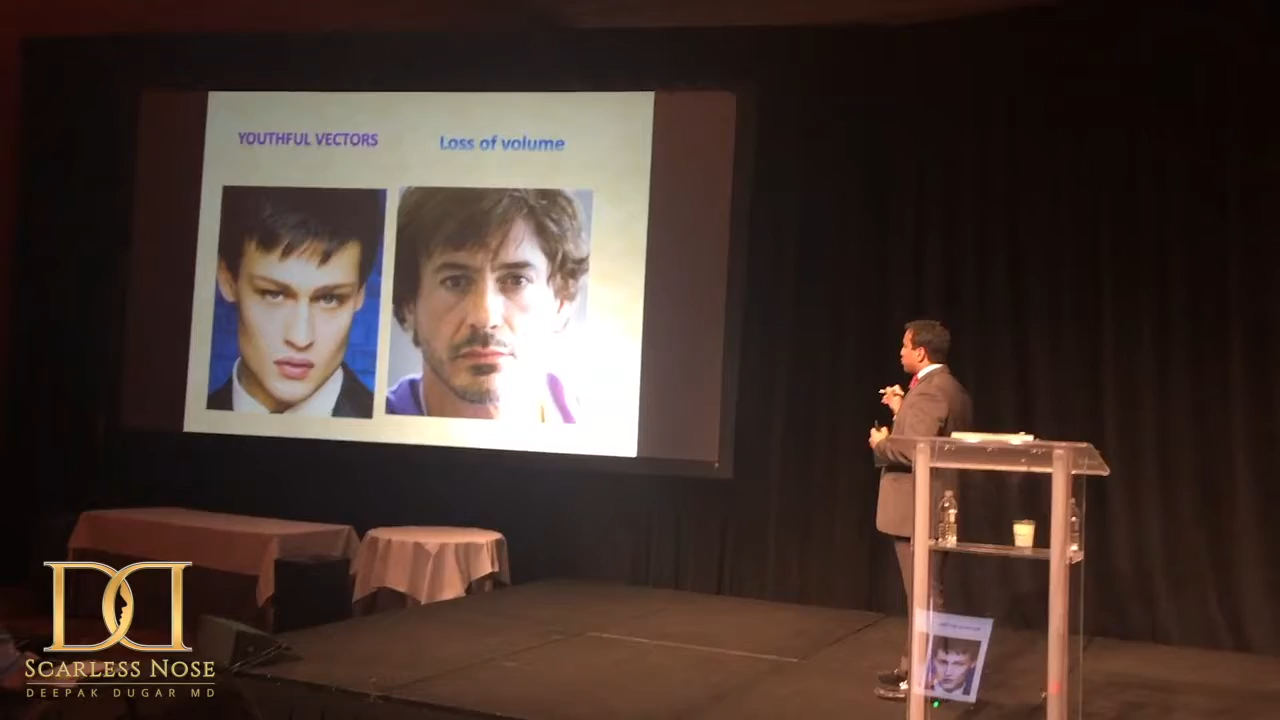 YOUTHFUL VECTORS
Loss of volume
SCARLESS NOSE
DEEPAK DUGAR MD